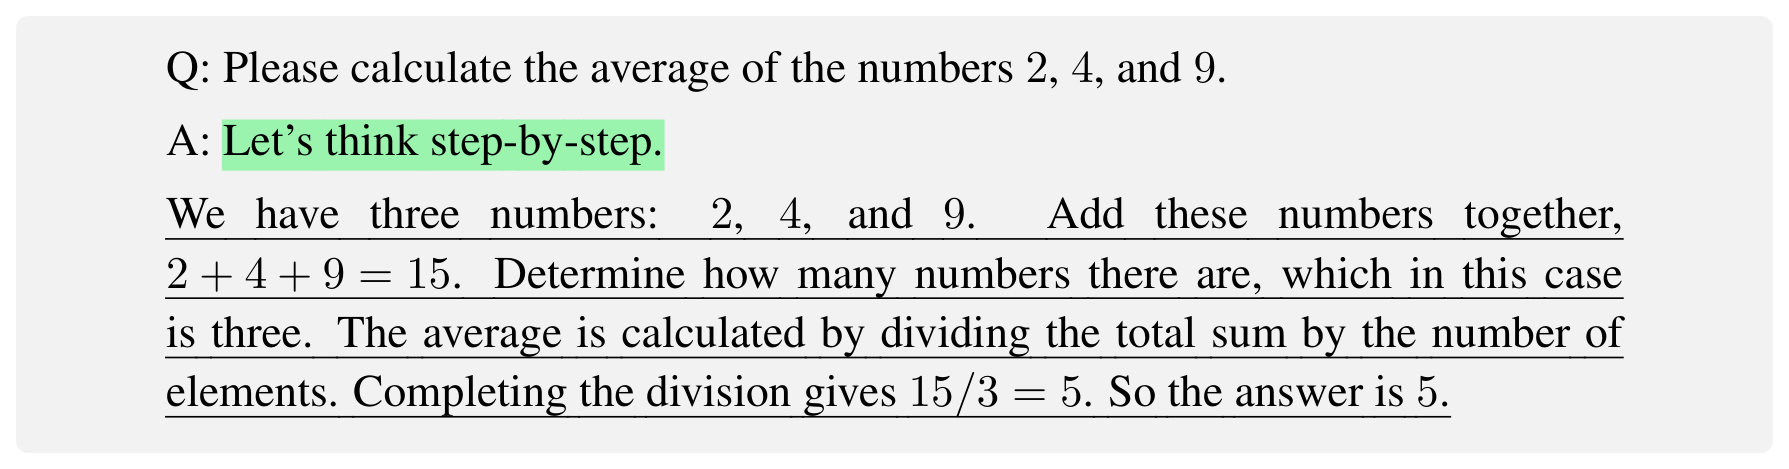 Q: Please calculate the average of the numbers 2, 4, and 9.
A: Let’s think step-by-step.
We have three numbers: 2, 4, and 9. Add these numbers together,
2 + 4 + 9 = 15. Determine how many numbers there are, which in this case
is three. The average is calculated by dividing the total sum by the number of
elements. Completing the division gives 15/3 = 5. So the answer is 5.